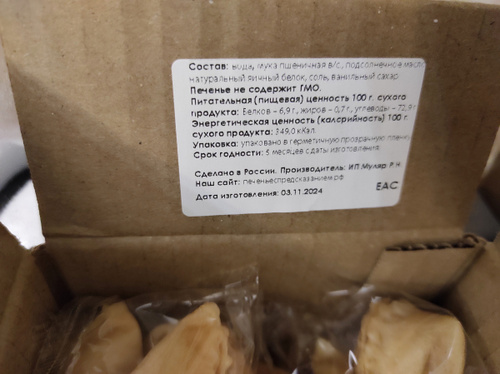 Состав: вода, мука пшеничная в/с, подсолнечное масло,
натуральный яичный белок, соль, ванильный сахар.
Печенье не содержит ГМО.
Питательная (пищевая) ценность 100 г. сухого
продукта: Белков – 6,9 г, жиров – 0,7 г, углеводы – 72,9 г
Энергетическая ценность (калорийность) 100 г.
сухого продукта: 349,0 кКал
Упаковка: упаковано в герметичную прозрачную пленку
Срок годности: 5 месяцев с даты изготовления.
Сделано в России. Производитель: ИП Муляр Р.Н
Наш сайт: печеньеспредсказанием.рф
EAC
Дата изготовления: 03.11.2024